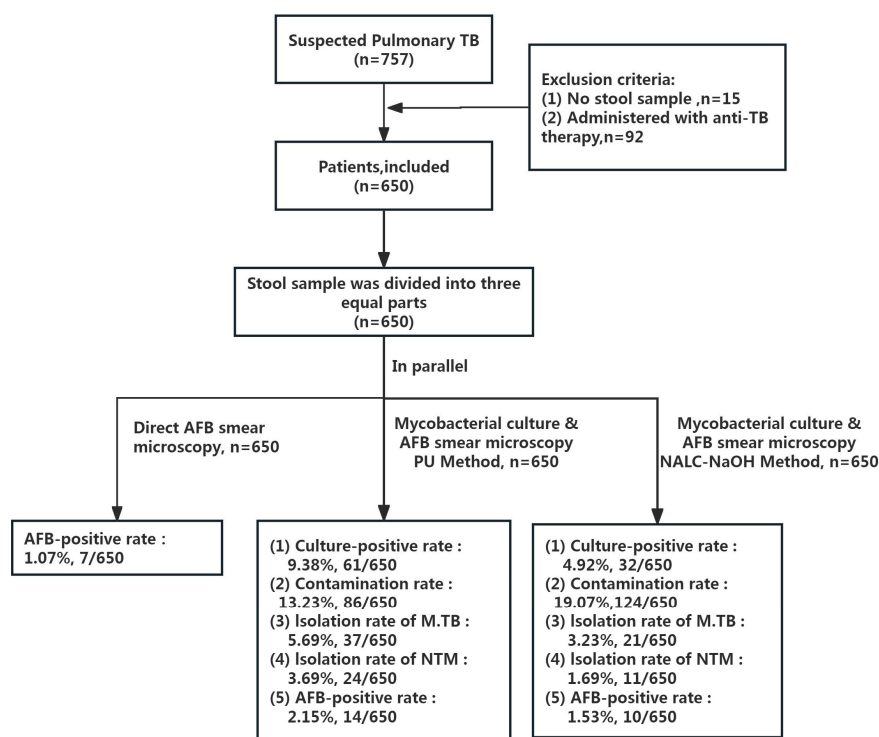 Suspected Pulmonary TB
(n=757)
Exclusion criteria:
(1) No stool sample ,n=15
(2) Administered with anti-TB
therapy,n=92
Patients,included
(n=650)
Stool sample was divided into three
equal parts
(n=650)
In parallel
Direct AFB smear
microscopy, n=650
Mycobacterial culture &
AFB smear microscopy
PU Method, n=650
Mycobacterial culture &
AFB smear microscopy
NALC-NaOH Method, n=650
AFB-positive rate :
1.07%, 7/650
(1) Culture-positive rate :
9.38%, 61/650
(2) Contamination rate :
13.23%, 86/650
(3) Isolation rate of M.TB :
5.69%, 37/650
(4) Isolation rate of NTM :
3.69%, 24/650
(5) AFB-positive rate :
2.15%, 14/650
(1) Culture-positive rate :
4.92%, 32/650
(2) Contamination rate :
19.07%,124/650
(3) Isolation rate of M.TB :
3.23%, 21/650
(4) Isolation rate of NTM :
1.69%, 11/650
(5) AFB-positive rate :
1.53%, 10/650